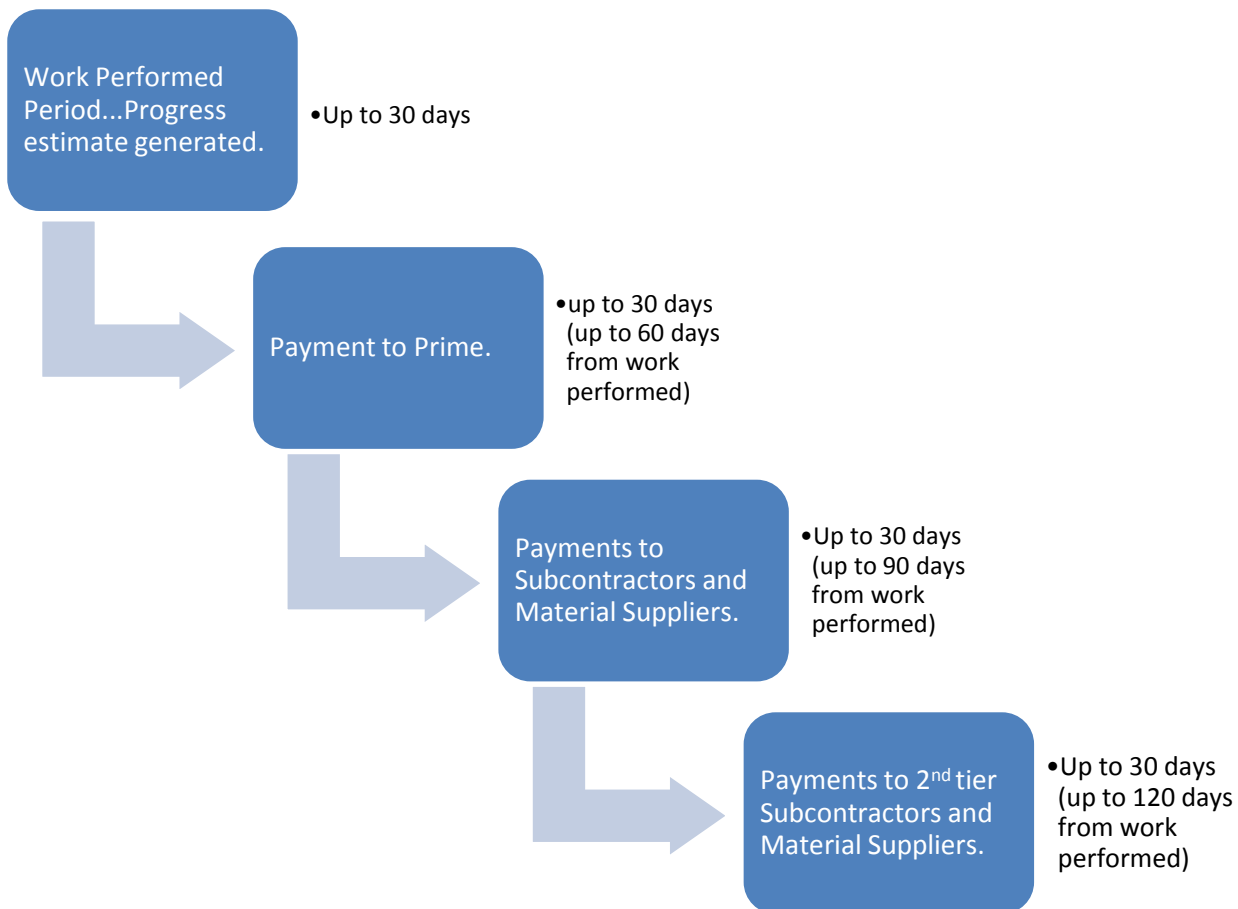 Work Performed
Period...Progress
estimate generated.
•Up to 30 days
Payment to Prime.
•up to 30 days
(up to 60 days
from work
performed)
Payments to
Subcontractors and
Material Suppliers.
•Up to 30 days
(up to 90 days
from work
performed)
Payments to 2nd tier
Subcontractors and
Material Suppliers.
•Up to 30 days
(up to 120 days
from work
performed)